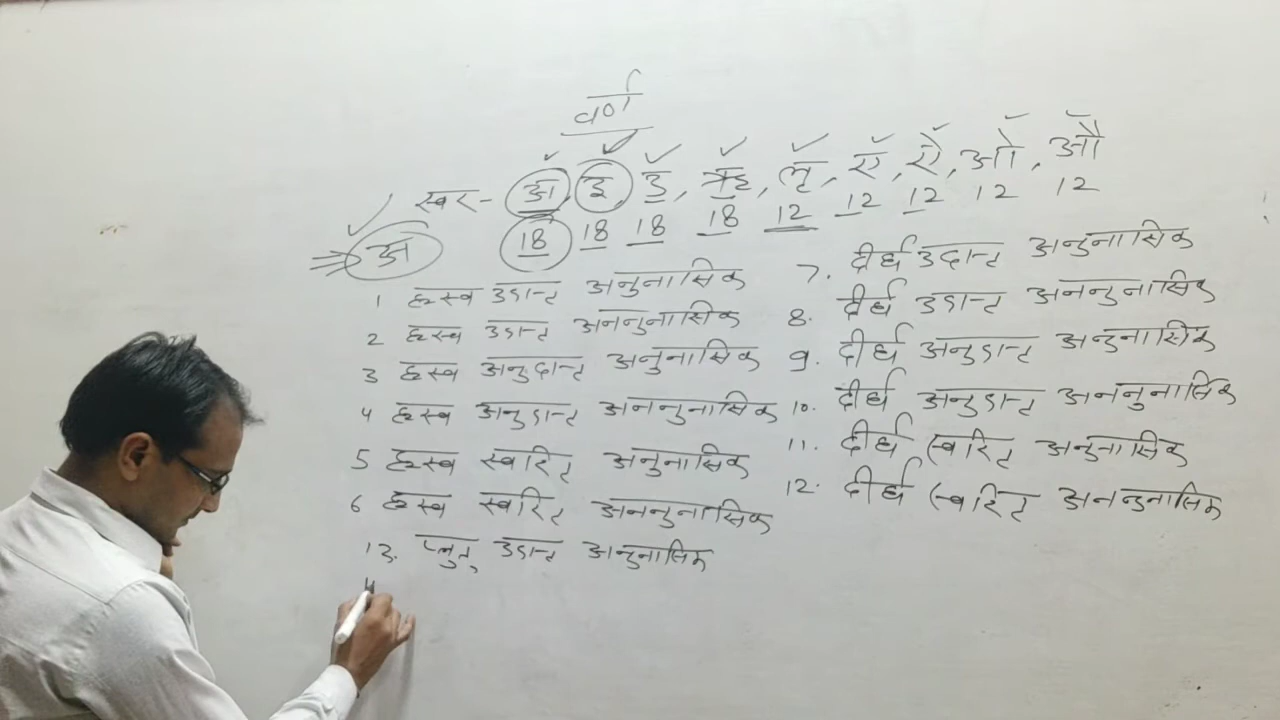 वर्ण
स्वर - अ, इ, उ, ऋ, लृ, ए, ऐ, ओ, औ
18 18 18 18 12 12 12 12 12
अ
1 ह्रस्व उदात्त अनुनासिक
2 ह्रस्व उदात्त अननुनासिक
3 ह्रस्व अनुदात्त अनुनासिक
4 ह्रस्व अनुदात्त अननुनासिक
5 ह्रस्व स्वरित अनुनासिक
6 ह्रस्व स्वरित अननुनासिक
7. दीर्घ उदात्त अनुनासिक
8. दीर्घ उदात्त अननुनासिक
9. दीर्घ अनुदात्त अनुनासिक
10. दीर्घ अनुदात्त अननुनासिक
11. दीर्घ स्वरित अनुनासिक
12. दीर्घ स्वरित अननुनासिक
13. प्लुत उदात्त अनुनासिक